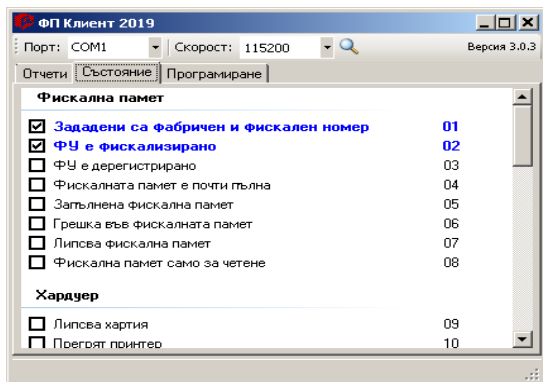 ФП Клиент 2019
Порт: COM1 Скорост: 115200 Версия 3.0.3
Отчети Състояние Програмиране
Фискална памет
Зададени са фабричен и фискален номер 01
ФУ е фискализирано 02
ФУ е дерегистрирано 03
Фискалната памет е почти пълна 04
Запълнена фискална памет 05
Грешка във фискалната памет 06
Липсва фискална памет 07
Фискална памет само за четене 08
Хардуер
Липсва хартия 09
Прегрят принтер 10